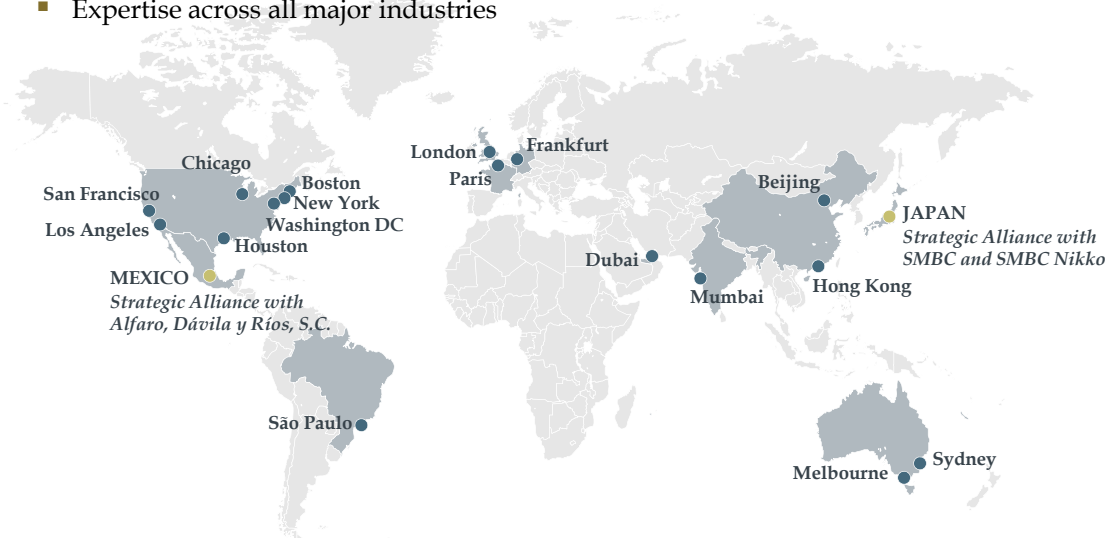 Expertise across all major industries
Chicago
Boston
San Francisco
New York
Los Angeles
Washington DC
Houston
MEXICO
Strategic Alliance with
Alfaro, Dávila y Ríos, S.C.
São Paulo
London
Frankfurt
Paris
Dubai
Mumbai
Beijing
JAPAN
Strategic Alliance with
SMBC and SMBC Nikko
Hong Kong
Sydney
Melbourne